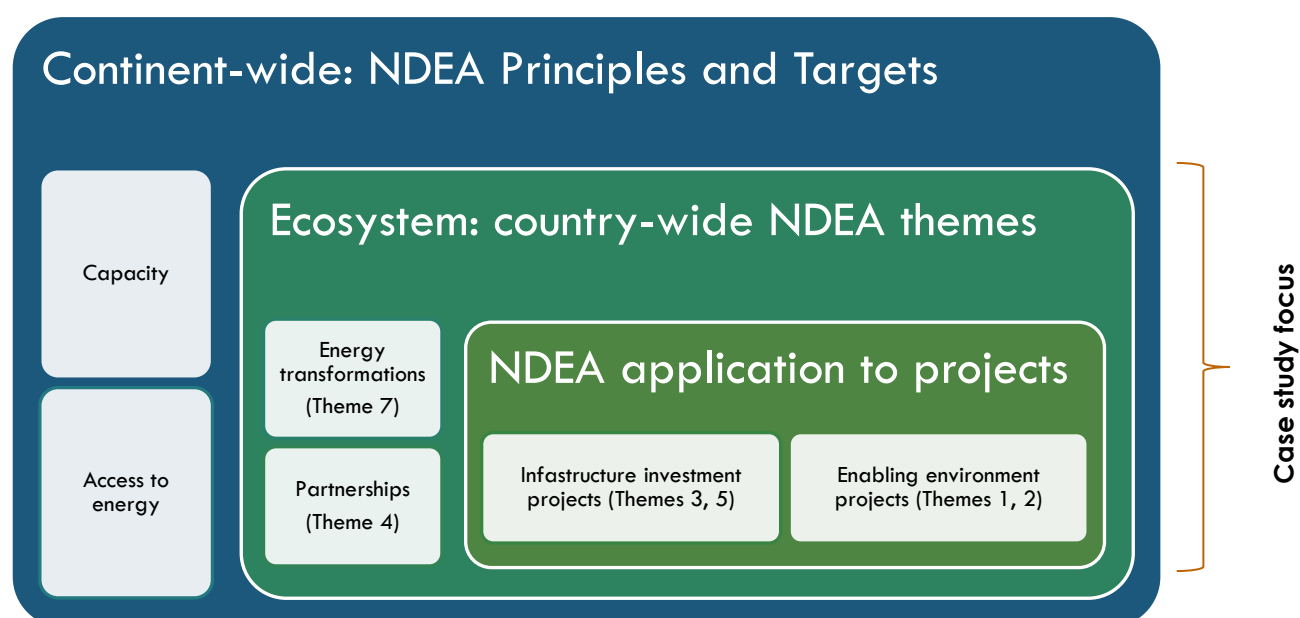 Continent-wide: NDEA Principles and Targets
Capacity
Access to
energy
Ecosystem: country-wide NDEA themes
Energy
transformations
(Theme 7)
Partnerships
(Theme 4)
NDEA application to projects
Infastructure investment
projects (Themes 3, 5)
Enabling environment
projects (Themes 1, 2)
Case study focus